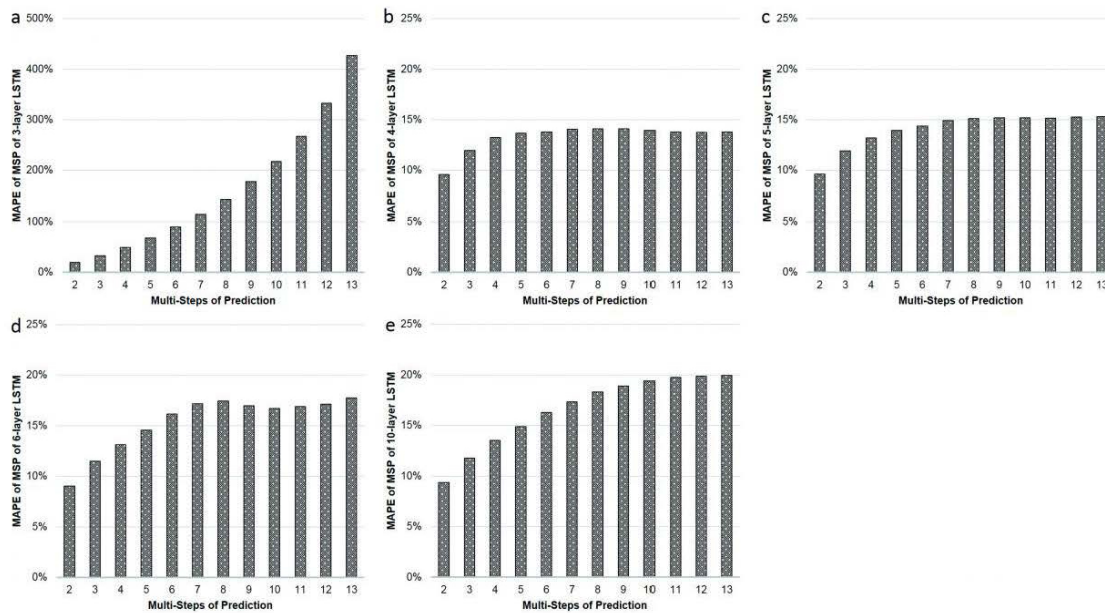 a
500%
400%
300%
200%
100%
0%
MAPE of MSP of 3-layer LSTM
2 3 4 5 6 7 8 9 10 11 12 13
Multi-Steps of Prediction
b
25%
20%
15%
10%
5%
0%
MAPE of MSP of 4-layer LSTM
2 3 4 5 6 7 8 9 10 11 12 13
Multi-Steps of Prediction
c
25%
20%
15%
10%
5%
0%
MAPE of MSP of 5-layer LSTM
2 3 4 5 6 7 8 9 10 11 12 13
Multi-Steps of Prediction
d
25%
20%
15%
10%
5%
0%
MAPE of MSP of 6-layer LSTM
2 3 4 5 6 7 8 9 10 11 12 13
Multi-Steps of Prediction
e
25%
20%
15%
10%
5%
0%
MAPE of MSP of 10-layer LSTM
2 3 4 5 6 7 8 9 10 11 12 13
Multi-Steps of Prediction